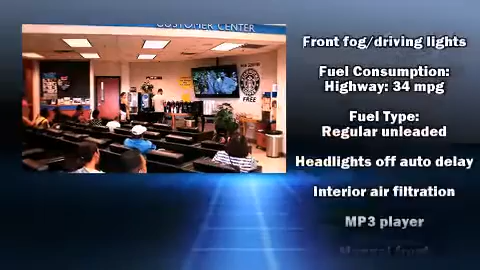 CUSTOMER CENTER
FREE
Front fog/driving lights
Fuel Consumption:
Highway: 34 mpg
Fuel Type:
Regular unleaded
Headlights off auto delay
Interior air filtration
MP3 player